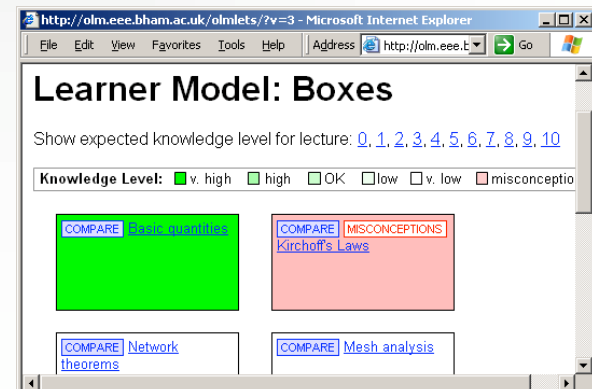 http://olm.eee.bham.ac.uk/olmlets/?v=3 - Microsoft Internet Explorer
File Edit View Favorites Tools Help Address http://olm.eee.b Go
Learner Model: Boxes
Show expected knowledge level for lecture: 0, 1, 2, 3, 4, 5, 6, 7, 8, 9, 10
Knowledge Level: v. high high OK low v. low misconceptio
COMPARE Basic quantities
COMPARE MISCONCEPTIONS
Kirchoff's Laws
COMPARE Network
theorems
COMPARE Mesh analysis